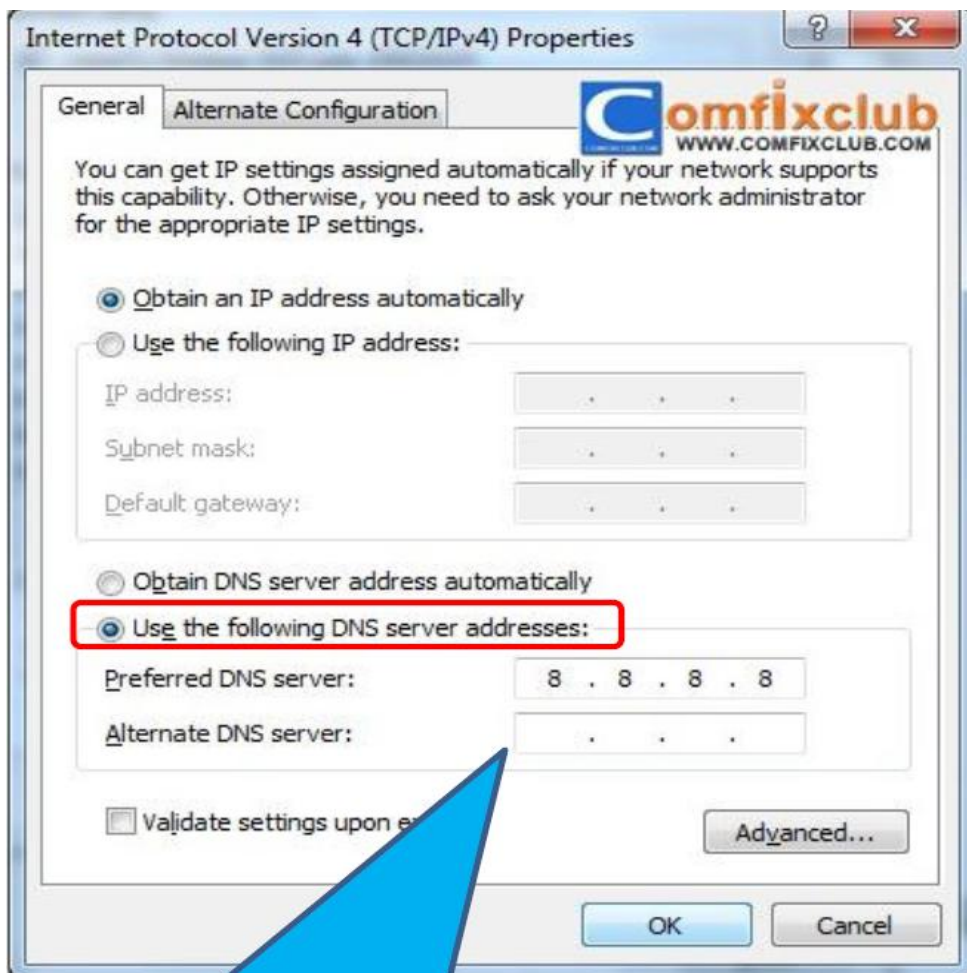 Internet Protocol Version 4 (TCP/IPv4) Properties
General
Alternate Configuration
Comfixclub
WWW.COMFIXCLUB.COM
You can get IP settings assigned automatically if your network supports
this capability. Otherwise, you need to ask your network administrator
for the appropriate IP settings.
Obtain an IP address automatically
Use the following IP address:
IP address: . . .
Subnet mask: . . .
Default gateway: . . .
Obtain DNS server address automatically
Use the following DNS server addresses:
Preferred DNS server: 8 . 8 . 8 . 8
Alternate DNS server: . . .
Validate settings upon
Advanced...
OK
Cancel